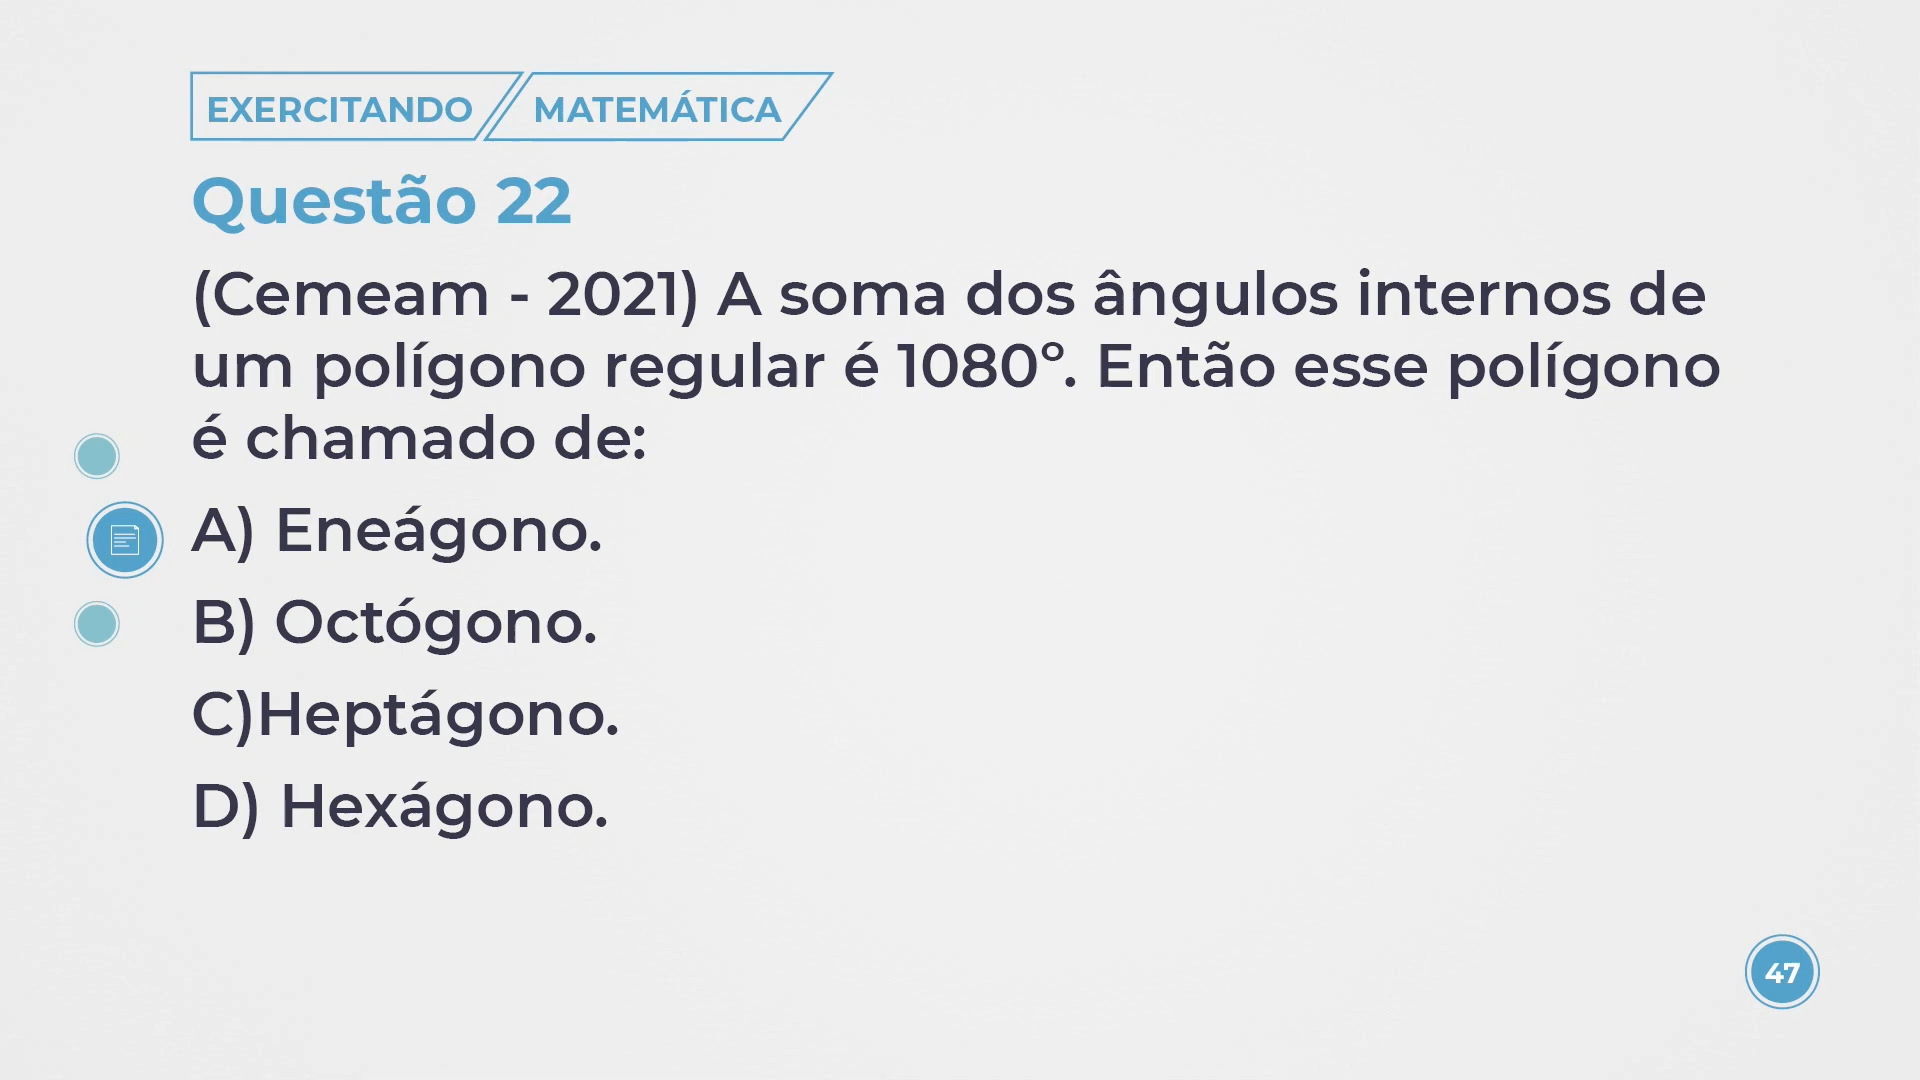 EXERCITANDO MATEMÁTICA
Questão 22
(Cemeam - 2021) A soma dos ângulos internos de
um polígono regular é 1080º. Então esse polígono
é chamado de:
A) Eneágono.
B) Octógono.
C)Heptágono.
D) Hexágono.
47